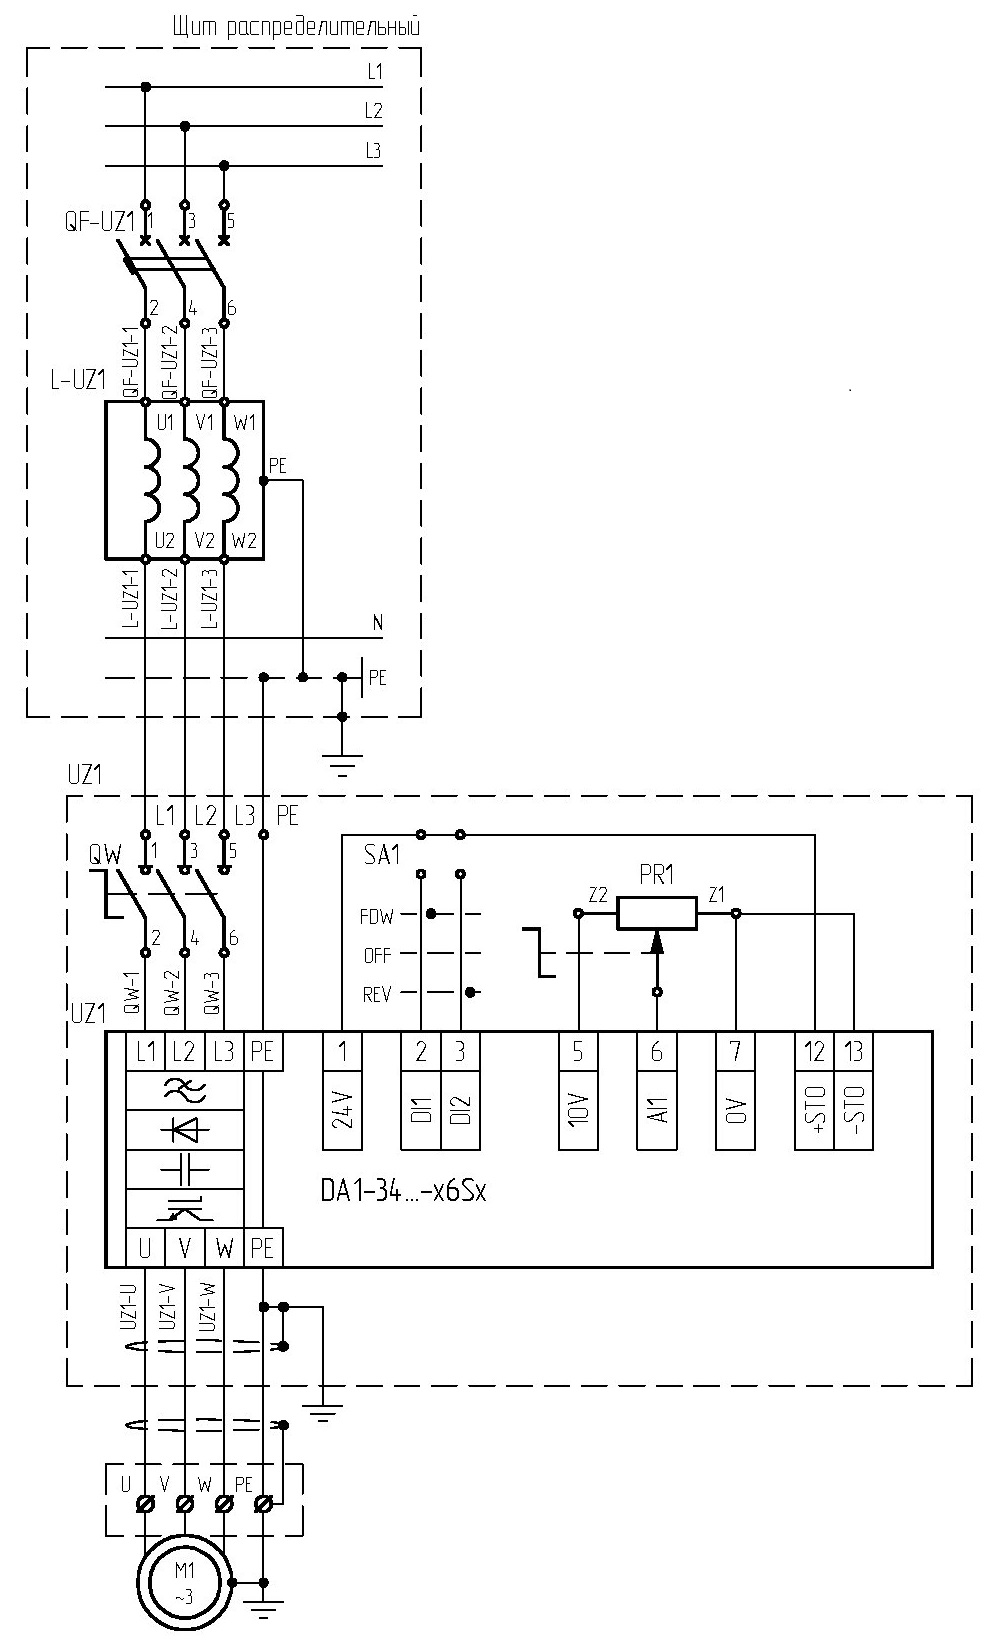 Щит распределительный
L1
L2
L3
QF-UZ1 1 3 5
2 4 6
QF-UZ1-1 QF-UZ1-2 QF-UZ1-3
L-UZ1
U1 V1 W1
PE
U2 V2 W2
L-UZ1-1 L-UZ1-2 L-UZ1-3
N
PE
UZ1
L1 L2 L3 PE
QW 1 3 5
SA1
PR1
Z2 Z1
FDW
2 4 6
OFF
REV
QW-1 QW-2 QW-3
UZ1
L1 L2 L3 PE 1 2 3 5 6 7 12 13
24V DI1 DI2 10V AI1 0V +STO -STO
DA1-34...-x6Sx
U V W PE
UZ1-U UZ1-V UZ1-W
U V W PE
M1
~3